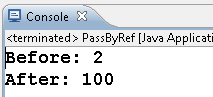 Console
<terminated> PassByRef [Java Applicati
Before: 2
After: 100